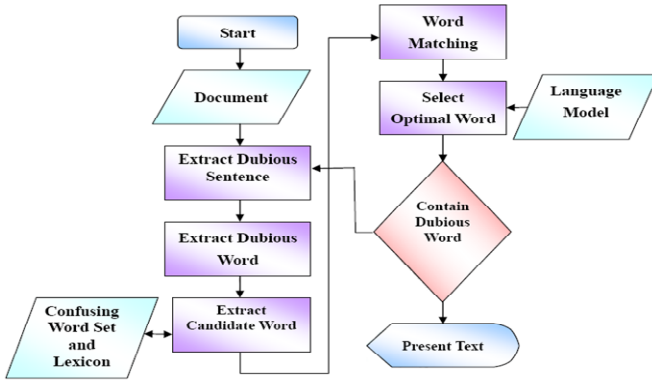 Start
Document
Extract Dubious
Sentence
Extract Dubious
Word
Extract
Candidate Word
Confusing
Word Set
and
Lexicon
Word
Matching
Select
Optimal Word
Language
Model
Contain
Dubious
Word
Present Text